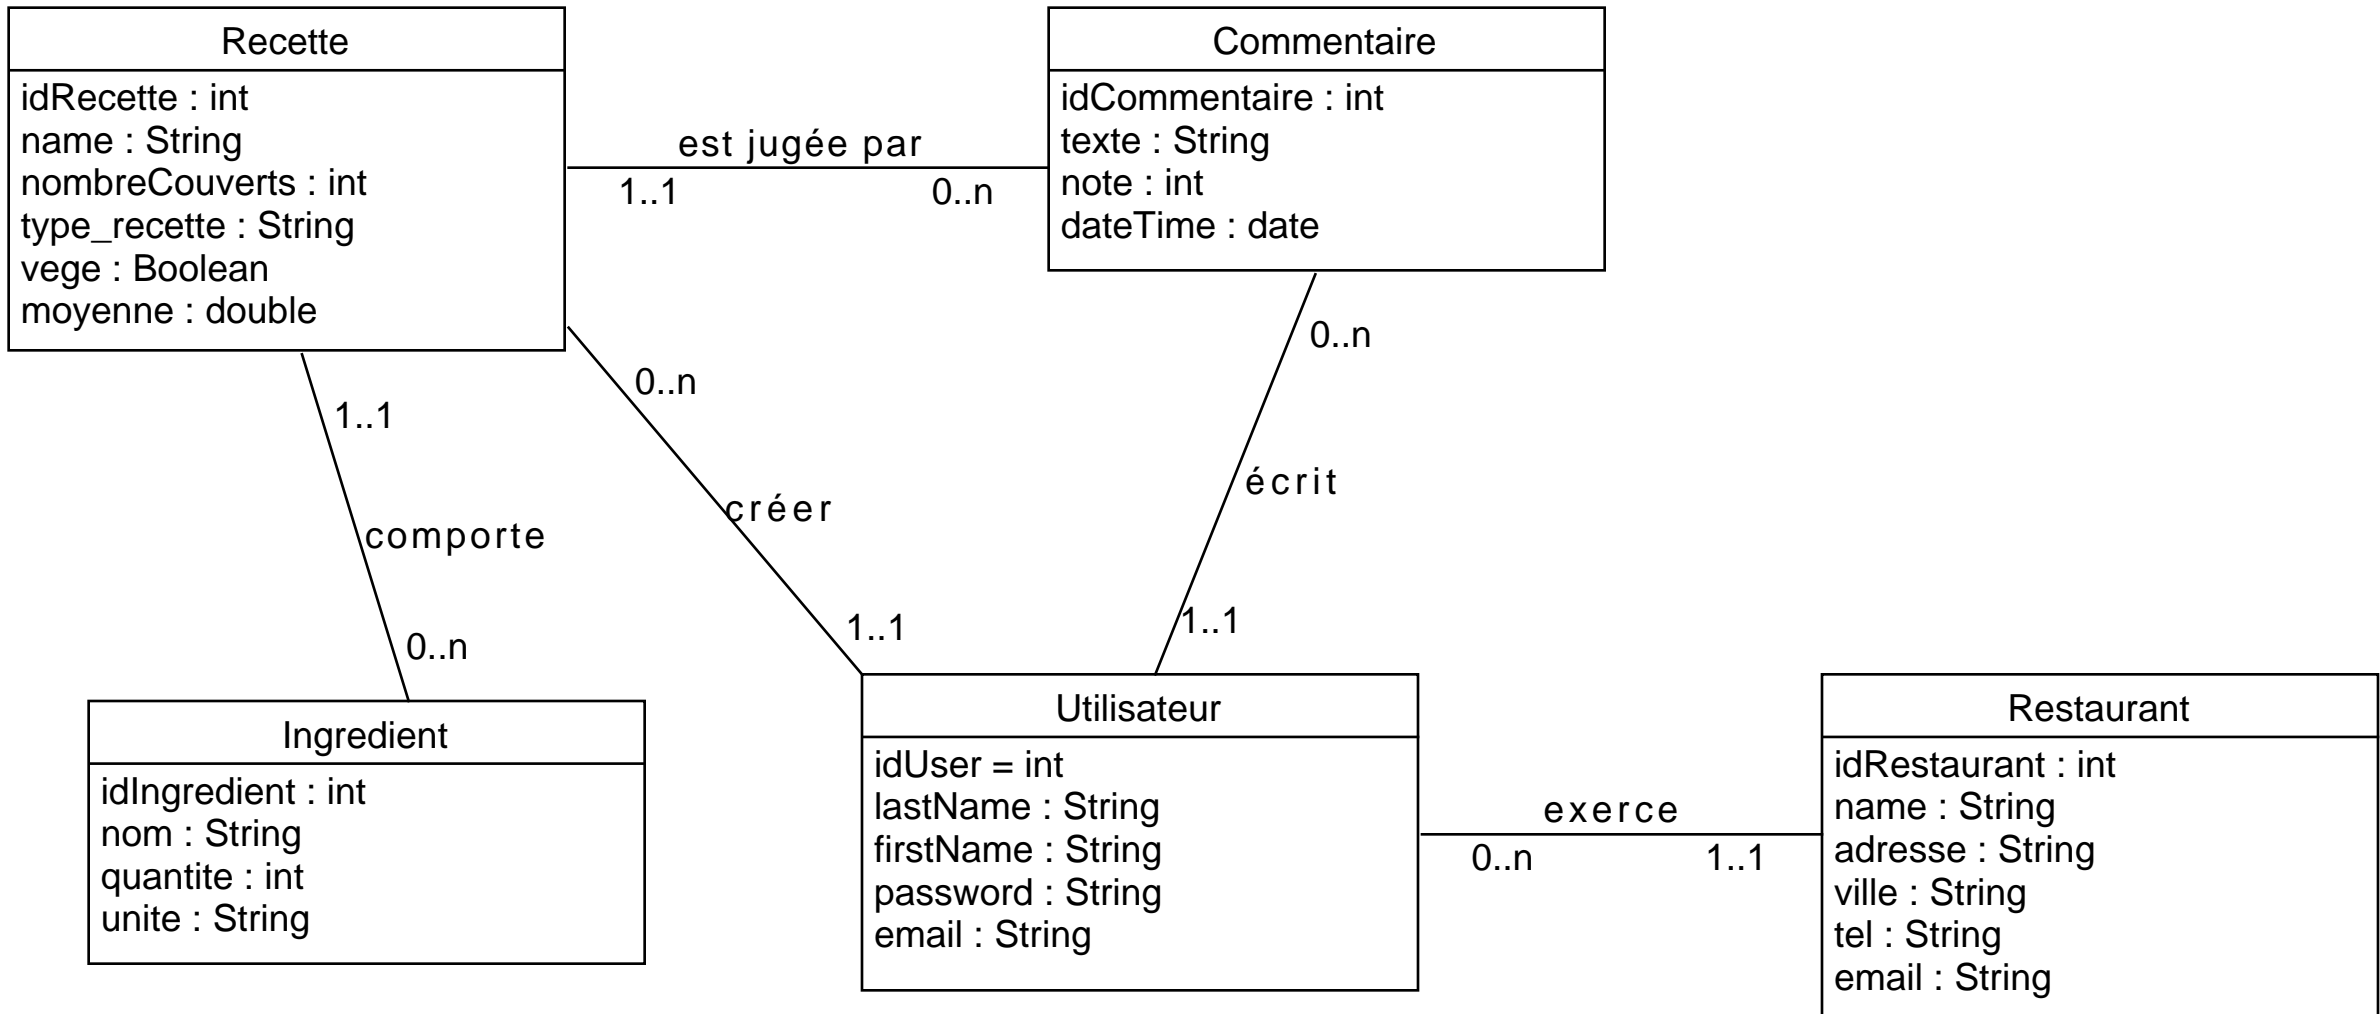 Recette
idRecette : int
name : String
nombreCouverts : int
type_recette : String
vege : Boolean
moyenne : double
est jugée par
1..1
0..n
Commentaire
idCommentaire : int
texte : String
note : int
dateTime : date
1..1
comporte
0..n
0..n
créer
1..1
0..n
écrit
1..1
Ingredient
idIngredient : int
nom : String
quantite : int
unite : String
Utilisateur
idUser = int
lastName : String
firstName : String
password : String
email : String
exerce
0..n
1..1
Restaurant
idRestaurant : int
name : String
adresse : String
ville : String
tel : String
email : String